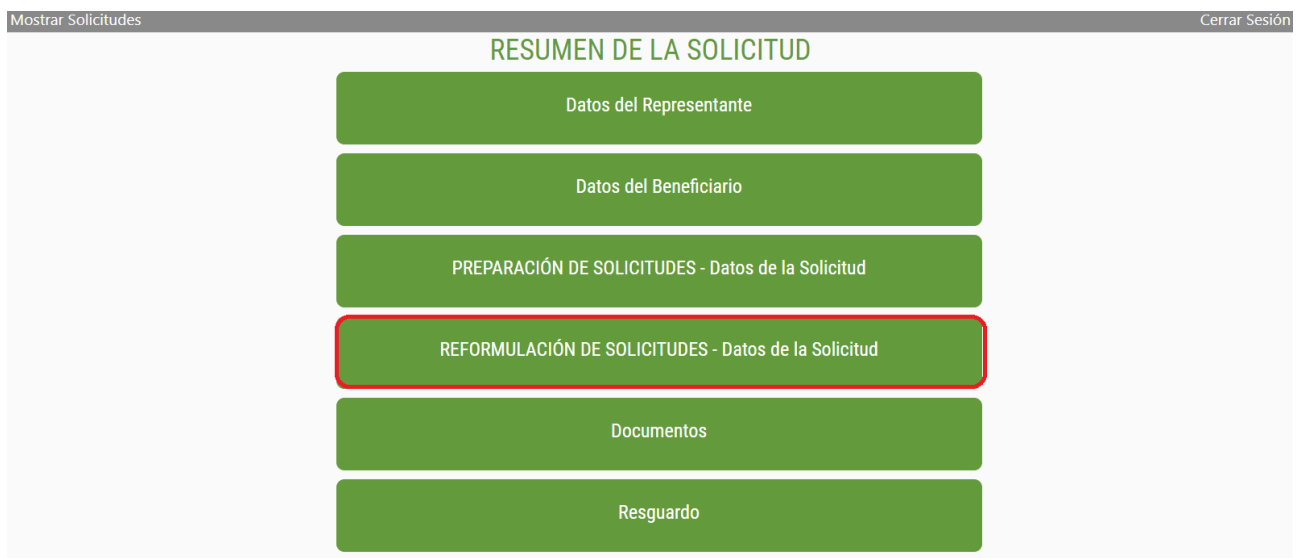 Mostrar Solicitudes
Cerrar Sesión
RESUMEN DE LA SOLICITUD
Datos del Representante
Datos del Beneficiario
PREPARACIÓN DE SOLICITUDES - Datos de la Solicitud
REFORMULACIÓN DE SOLICITUDES - Datos de la Solicitud
Documentos
Resguardo